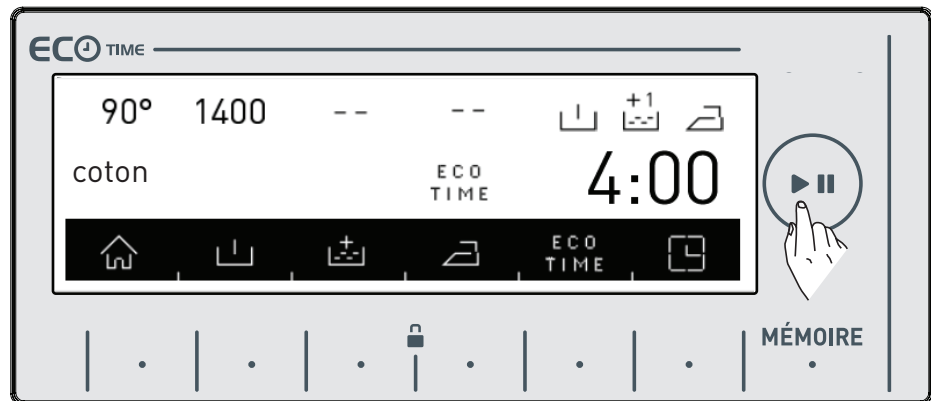 ECO TIME
90° 1400 -- -- +1
coton ECO TIME 4:00
+ ECO TIME
MÉMOIRE